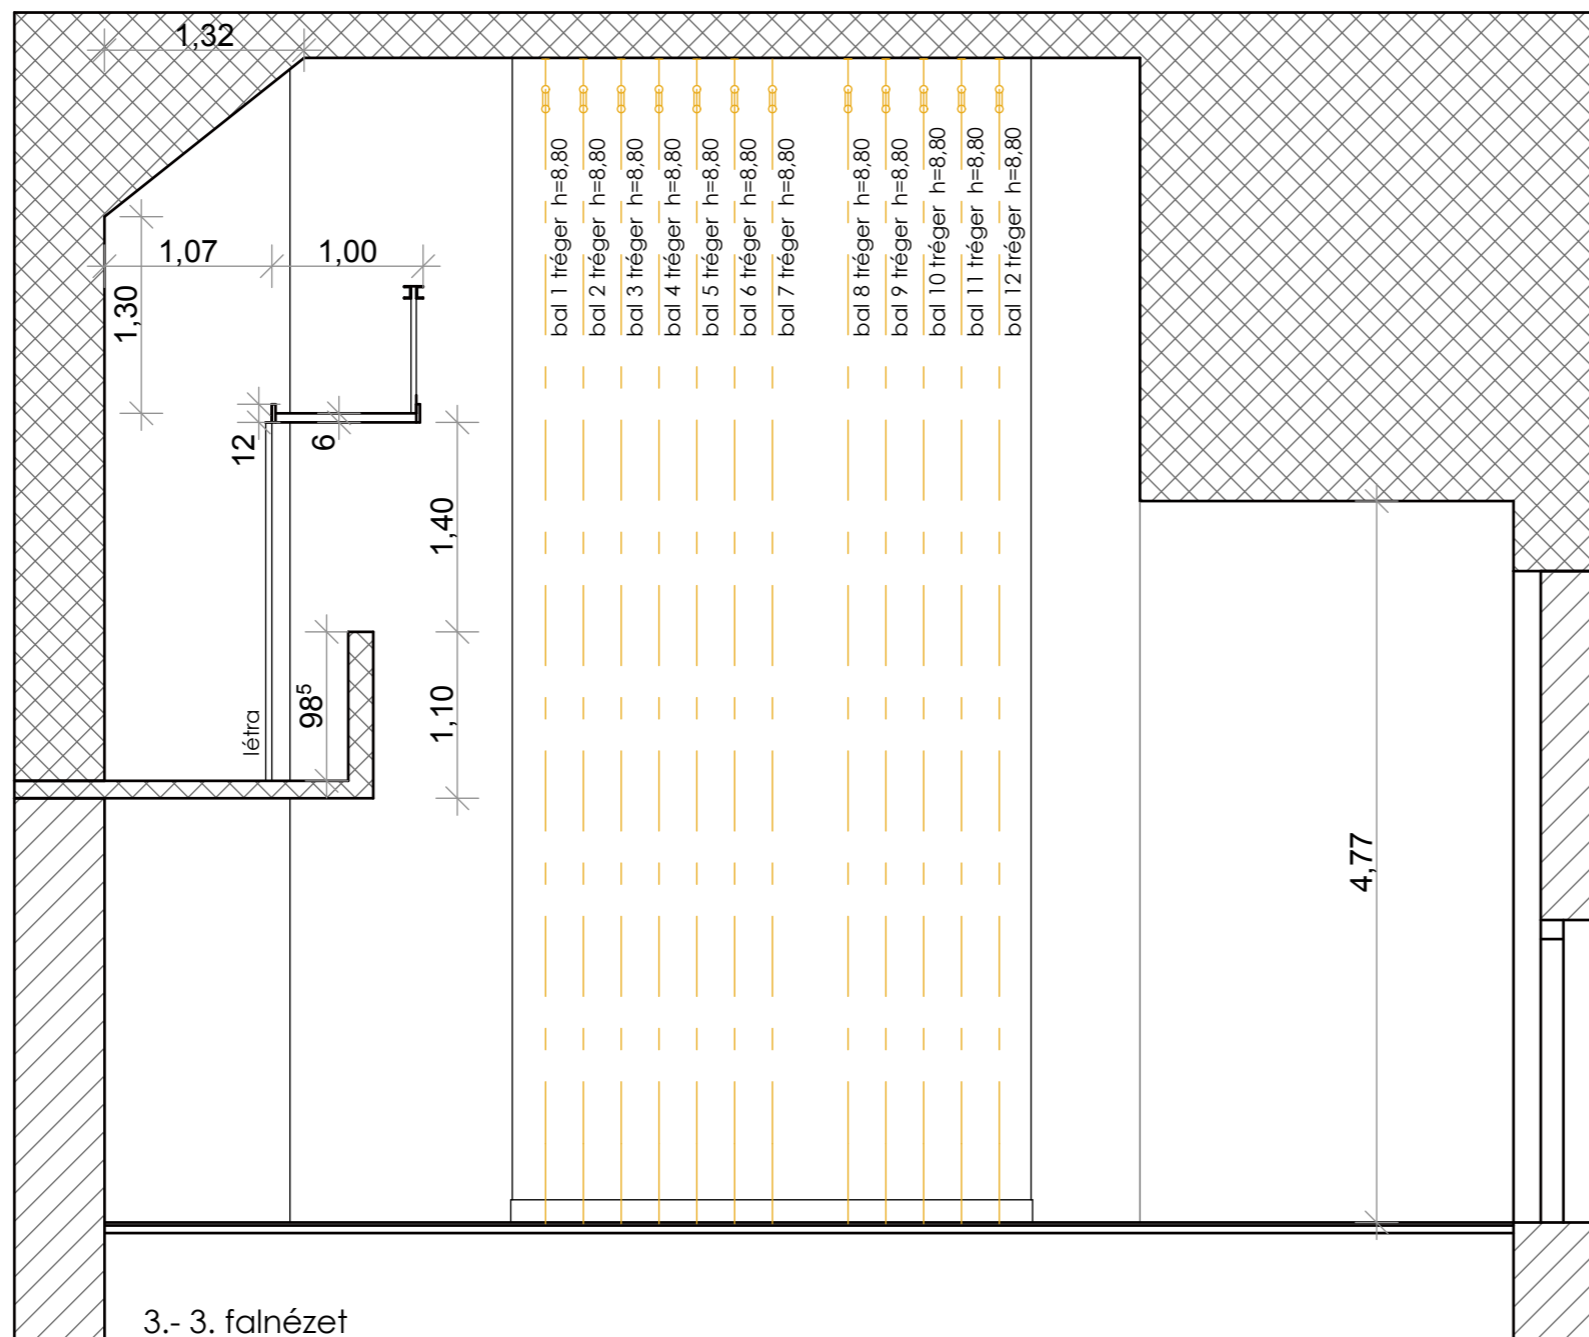 1,32
1,07
1,00
1,30
12
6
1,40
98⁵
1,10
létra
bal 1 tréger h=8,80
bal 2 tréger h=8,80
bal 3 tréger h=8,80
bal 4 tréger h=8,80
bal 5 tréger h=8,80
bal 6 tréger h=8,80
bal 7 tréger h=8,80
bal 8 tréger h=8,80
bal 9 tréger h=8,80
bal 10 tréger h=8,80
bal 11 tréger h=8,80
bal 12 tréger h=8,80
4,77
3.- 3. falnézet